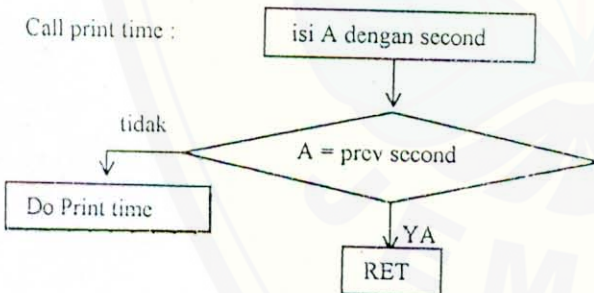 Call print time :
isi A dengan second
tidak
A = prev second
Do Print time
YA
RET